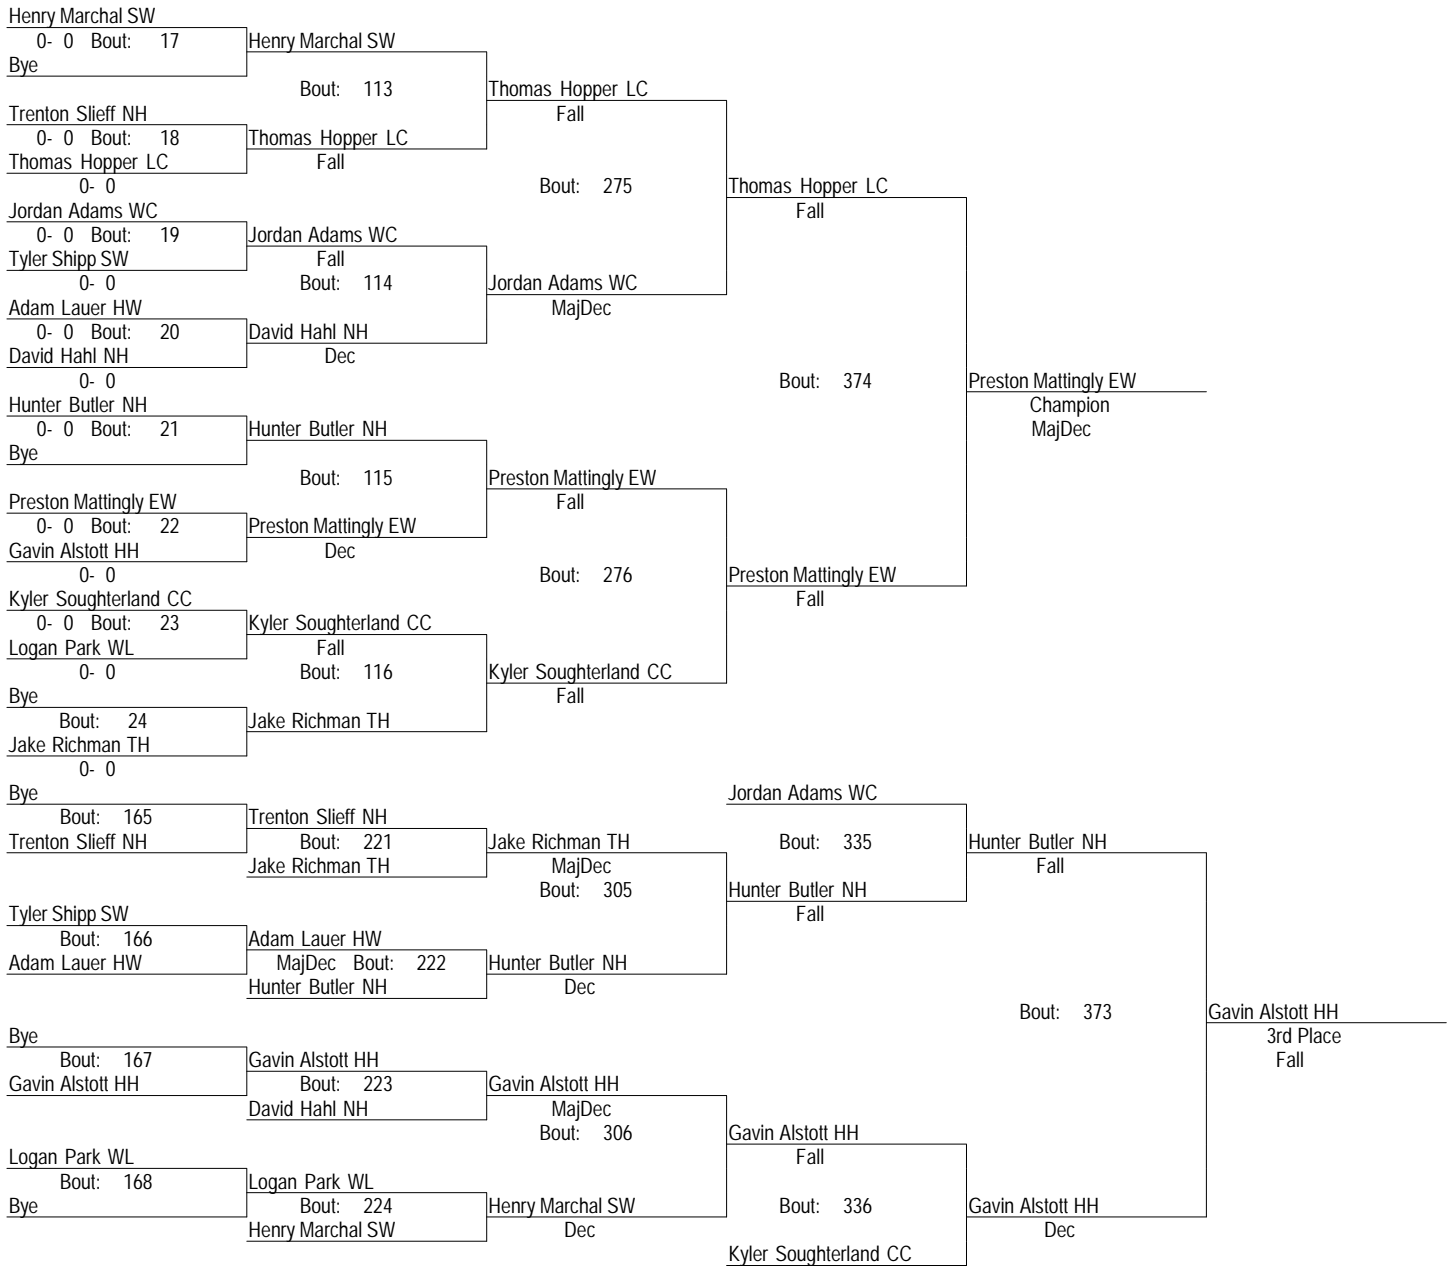 Henry Marchal SW
0- 0 Bout: 17 Henry Marchal SW
Bye
Bout: 113 Thomas Hopper LC
Trenton Slieff NH Fall
0- 0 Bout: 18 Thomas Hopper LC
Thomas Hopper LC Fall
0- 0 Bout: 275 Thomas Hopper LC
Jordan Adams WC Fall
0- 0 Bout: 19 Jordan Adams WC
Tyler Shipp SW Fall
0- 0 Bout: 114 Jordan Adams WC
Adam Lauer HW MajDec
0- 0 Bout: 20 David Hahl NH
David Hahl NH Dec
0- 0 Bout: 374 Preston Mattingly EW
Hunter Butler NH Champion
0- 0 Bout: 21 Hunter Butler NH MajDec
Bye
Bout: 115 Preston Mattingly EW
Preston Mattingly EW Fall
0- 0 Bout: 22 Preston Mattingly EW
Gavin Alstott HH Dec
0- 0 Bout: 276 Preston Mattingly EW
Kyler Soughterland CC Fall
0- 0 Bout: 23 Kyler Soughterland CC
Logan Park WL Fall
0- 0 Bout: 116 Kyler Soughterland CC
Bye Fall
Bout: 24 Jake Richman TH
Jake Richman TH
0- 0
Bye Jordan Adams WC
Bout: 165 Trenton Slieff NH
Trenton Slieff NH Bout: 221 Jake Richman TH Bout: 335 Hunter Butler NH
Jake Richman TH MajDec Fall
Bout: 305 Hunter Butler NH
Tyler Shipp SW Fall
Bout: 166 Adam Lauer HW
Adam Lauer HW MajDec Bout: 222 Hunter Butler NH
Hunter Butler NH Dec
Bout: 373 Gavin Alstott HH
Bye 3rd Place
Bout: 167 Gavin Alstott HH Fall
Gavin Alstott HH Bout: 223 Gavin Alstott HH
David Hahl NH MajDec
Bout: 306 Gavin Alstott HH
Logan Park WL Fall
Bout: 168 Logan Park WL
Bye Bout: 224 Henry Marchal SW Bout: 336 Gavin Alstott HH
Henry Marchal SW Dec Dec
Kyler Soughterland CC